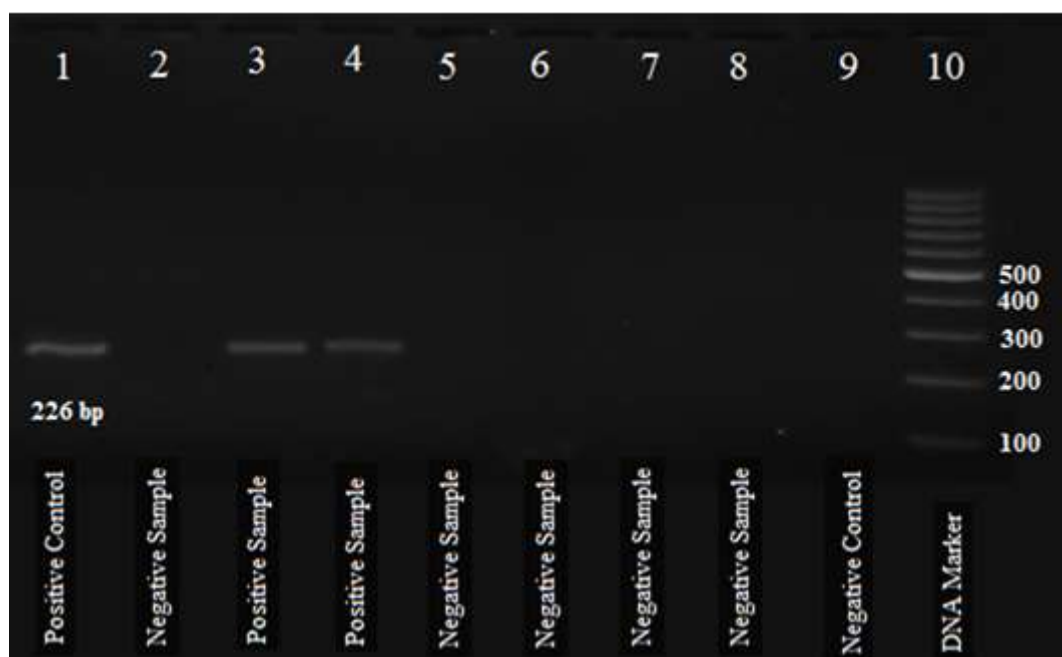 1 2 3 4 5 6 7 8 9 10
500
400
300
200
100
226 bp
Positive Control
Negative Sample
Positive Sample
Positive Sample
Negative Sample
Negative Sample
Negative Sample
Negative Sample
Negative Control
DNA Marker